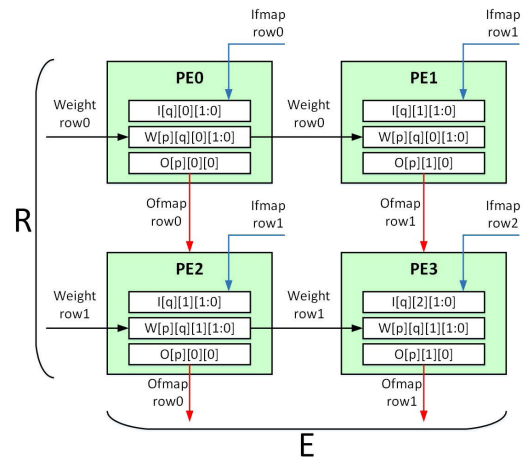 Ifmap
row0
Ifmap
row1
PE0
PE1
Weight
row0
I[q][0][1:0]
W[p][q][0][1:0]
O[p][0][0]
Weight
row0
I[q][1][1:0]
W[p][q][0][1:0]
O[p][1][0]
Ofmap
row0
Ifmap
row1
Ofmap
row1
Ifmap
row2
R
PE2
PE3
Weight
row1
I[q][1][1:0]
W[p][q][1][1:0]
O[p][0][0]
Weight
row1
I[q][2][1:0]
W[p][q][1][1:0]
O[p][1][0]
Ofmap
row0
Ofmap
row1
E